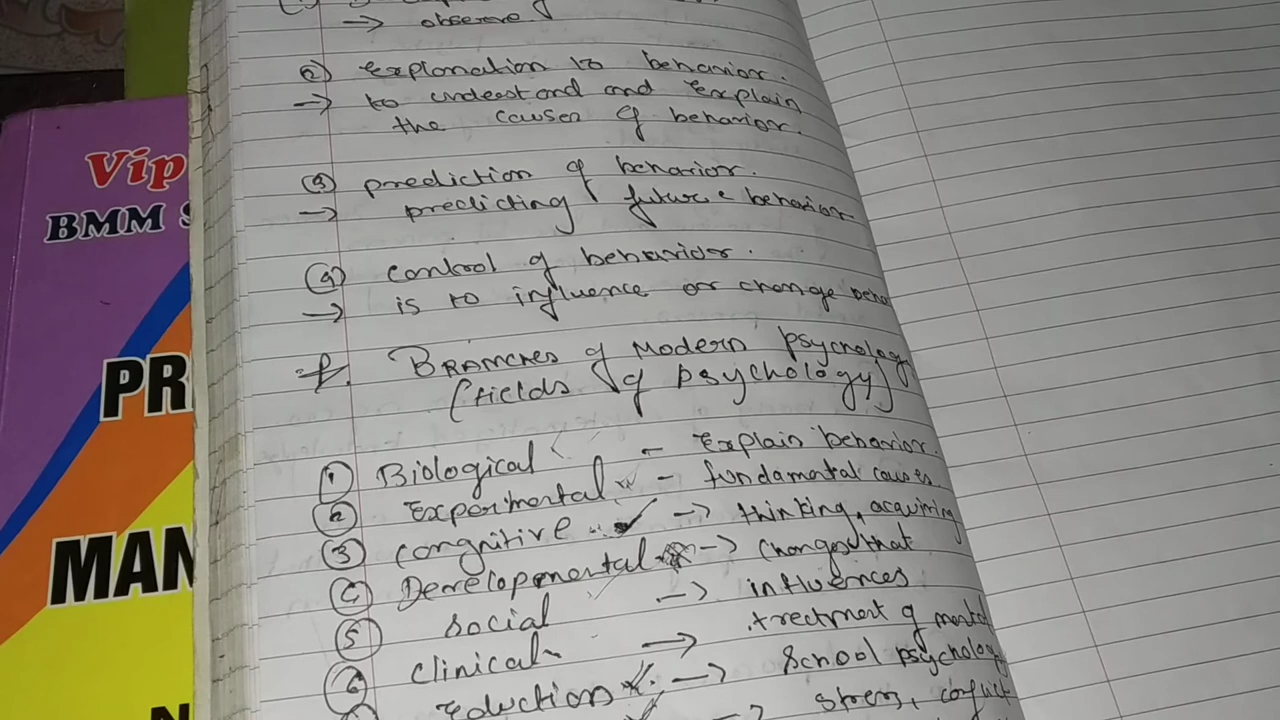 → observe
② Explanation to behavior.
→ to understand and Explain
the causes of behavior.
③ prediction of behavior.
→ predicting future behavior
④ control of behavior.
→ is to influence or change beha
BRANCHES of Modern psychology
(fields of psychology)
① Biological - Explain behavior.
② Experimental - fundamental causes
③ Congnitive → thinking, acquiring
④ Developmental → changes that
⑤ social → influences
⑥ clinical → treatment of mental
Eduction → School psychology
→ stress, conflict
Vip
BMM S
PR
MAN